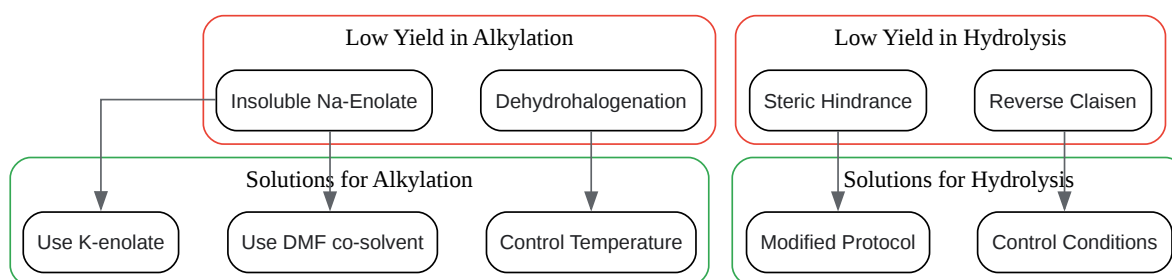 Low Yield in Alkylation
Low Yield in Hydrolysis
Insoluble Na-Enolate
Dehydrohalogenation
Steric Hindrance
Reverse Claisen
Solutions for Alkylation
Solutions for Hydrolysis
Use K-enolate
Use DMF co-solvent
Control Temperature
Modified Protocol
Control Conditions